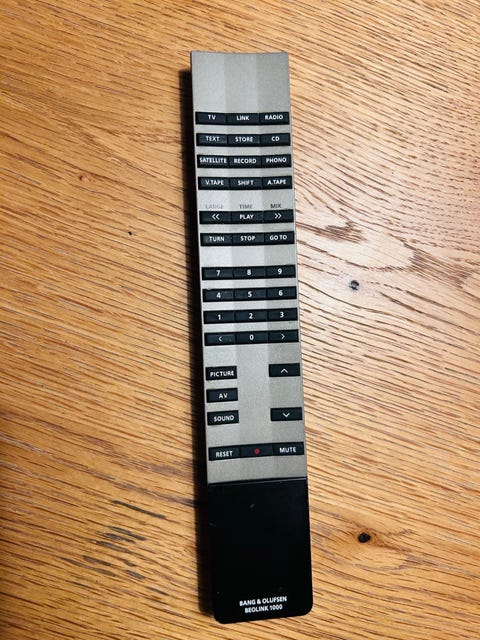 TV LINK RADIO
TEXT STORE CD
SATELLITE RECORD PHONO
V.TAPE SHIFT A.TAPE
LARGE TIME MIX
<< PLAY >>
TURN STOP GO TO
7 8 9
4 5 6
1 2 3
< 0 >
PICTURE
AV
SOUND
RESET MUTE
BANG & OLUFSEN
BEOLINK 1000